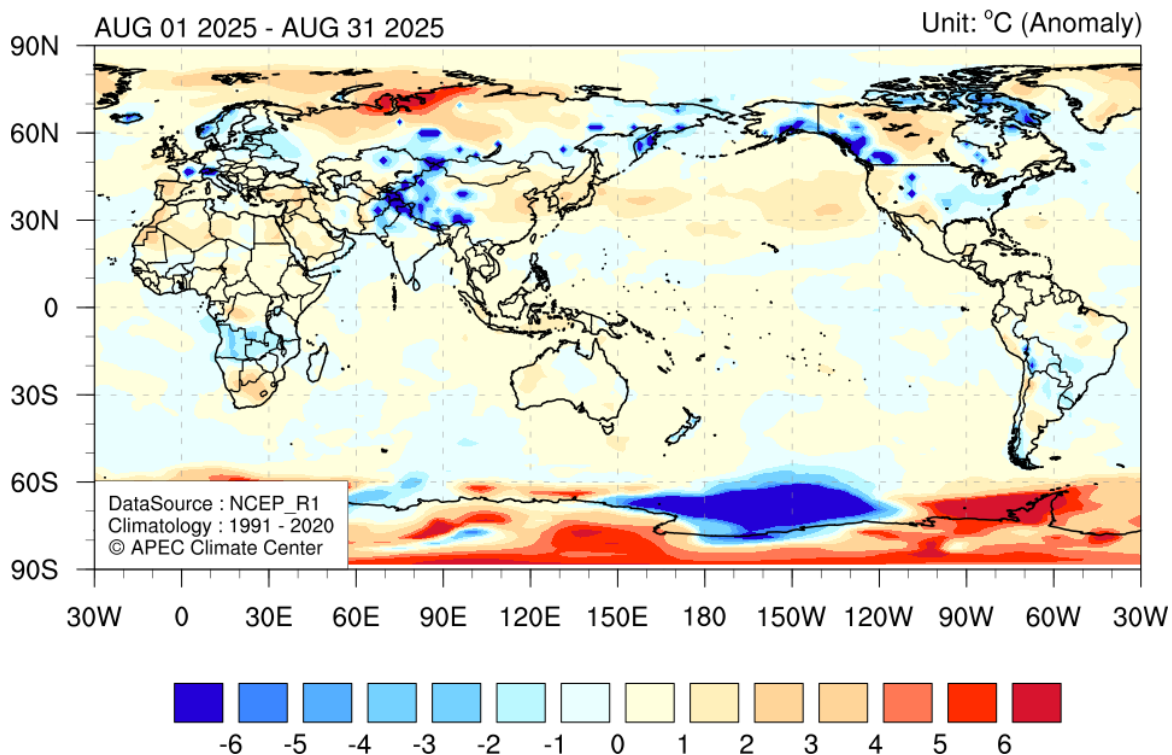 AUG 01 2025 - AUG 31 2025
Unit: °C (Anomaly)
90N
60N
30N
0
30S
60S
90S
DataSource : NCEP_R1
Climatology : 1991 - 2020
© APEC Climate Center
30W 0 30E 60E 90E 120E 150E 180 150W 120W 90W 60W 30W
-6 -5 -4 -3 -2 -1 0 1 2 3 4 5 6